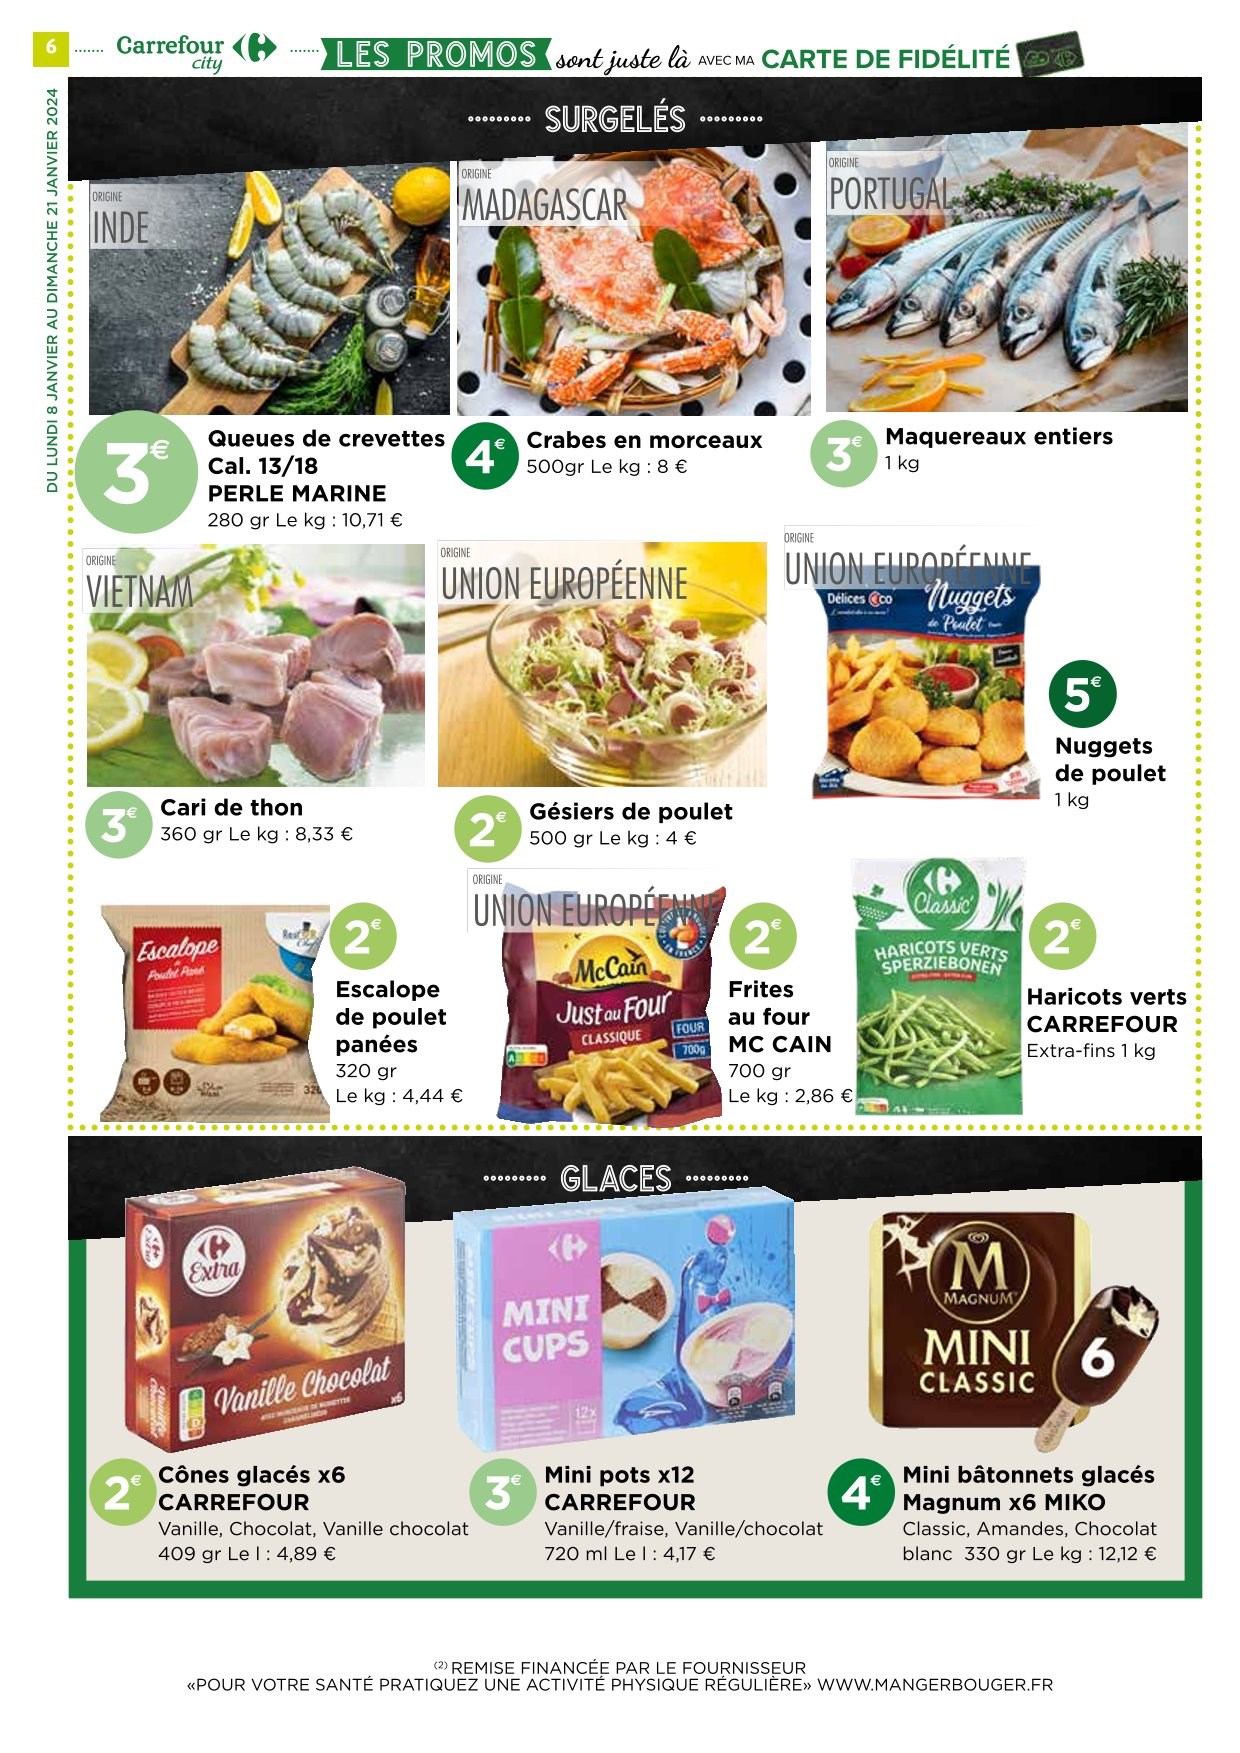 6
Carrefour
city
LES PROMOS sont juste là AVEC MA CARTE DE FIDÉLITÉ
DU LUNDI 8 JANVIER AU DIMANCHE 21 JANVIER 2024
SURGELÉS
ORIGINE
INDE
ORIGINE
MADAGASCAR
ORIGINE
PORTUGAL
3€
Queues de crevettes
Cal. 13/18
PERLE MARINE
280 gr Le kg : 10,71 €
4€
Crabes en morceaux
500gr Le kg : 8 €
3€
Maquereaux entiers
1 kg
ORIGINE
VIETNAM
ORIGINE
UNION EUROPÉENNE
ORIGINE
UNION EUROPÉENNE
Délices €co
Nuggets
de Poulet
5€
Nuggets
de poulet
1 kg
3€
Cari de thon
360 gr Le kg : 8,33 €
2€
Gésiers de poulet
500 gr Le kg : 4 €
Escalope
Poulet Pané
2€
Escalope
de poulet
panées
320 gr
Le kg : 4,44 €
ORIGINE
UNION EUROPÉENNE
McCain
Just au Four
CLASSIQUE
FOUR
700g
2€
Frites
au four
MC CAIN
700 gr
Le kg : 2,86 €
Classic'
HARICOTS VERTS
SPERZIEBONEN
2€
Haricots verts
CARREFOUR
Extra-fins 1 kg
GLACES
Extra
Vanille Chocolat
x6
MINI
CUPS
12x
M
MAGNUM
MINI
CLASSIC
6
2€
Cônes glacés x6
CARREFOUR
Vanille, Chocolat, Vanille chocolat
409 gr Le l : 4,89 €
3€
Mini pots x12
CARREFOUR
Vanille/fraise, Vanille/chocolat
720 ml Le l : 4,17 €
4€
Mini bâtonnets glacés
Magnum x6 MIKO
Classic, Amandes, Chocolat
blanc 330 gr Le kg : 12,12 €
(2) REMISE FINANCÉE PAR LE FOURNISSEUR
«POUR VOTRE SANTÉ PRATIQUEZ UNE ACTIVITÉ PHYSIQUE RÉGULIÈRE» WWW.MANGERBOUGER.FR